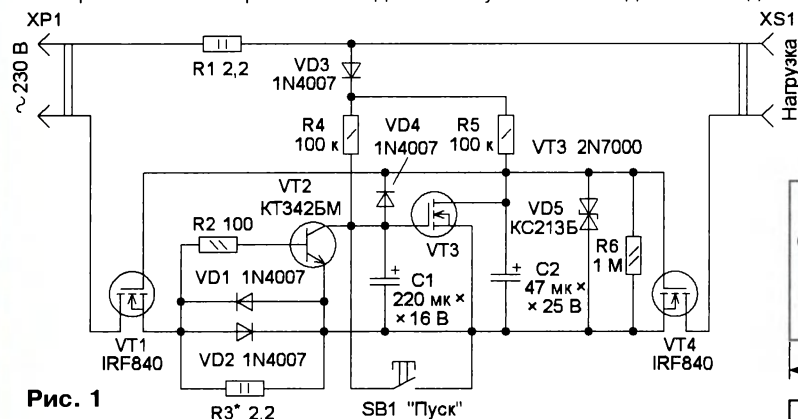 XP1
XS1
~230 В
Нагрузка
R1 2,2
VD3
1N4007
R4
100 к
VD4
1N4007
R5
100 к
VT3 2N7000
VT2
КТ342БМ
R2 100
VT3
VD5
КС213Б
R6
1 М
VD1 1N4007
C1
220 мк ×
× 16 В
C2
47 мк ×
× 25 В
VT1
IRF840
VD2 1N4007
VT4
IRF840
R3* 2,2
SB1 "Пуск"
Рис. 1